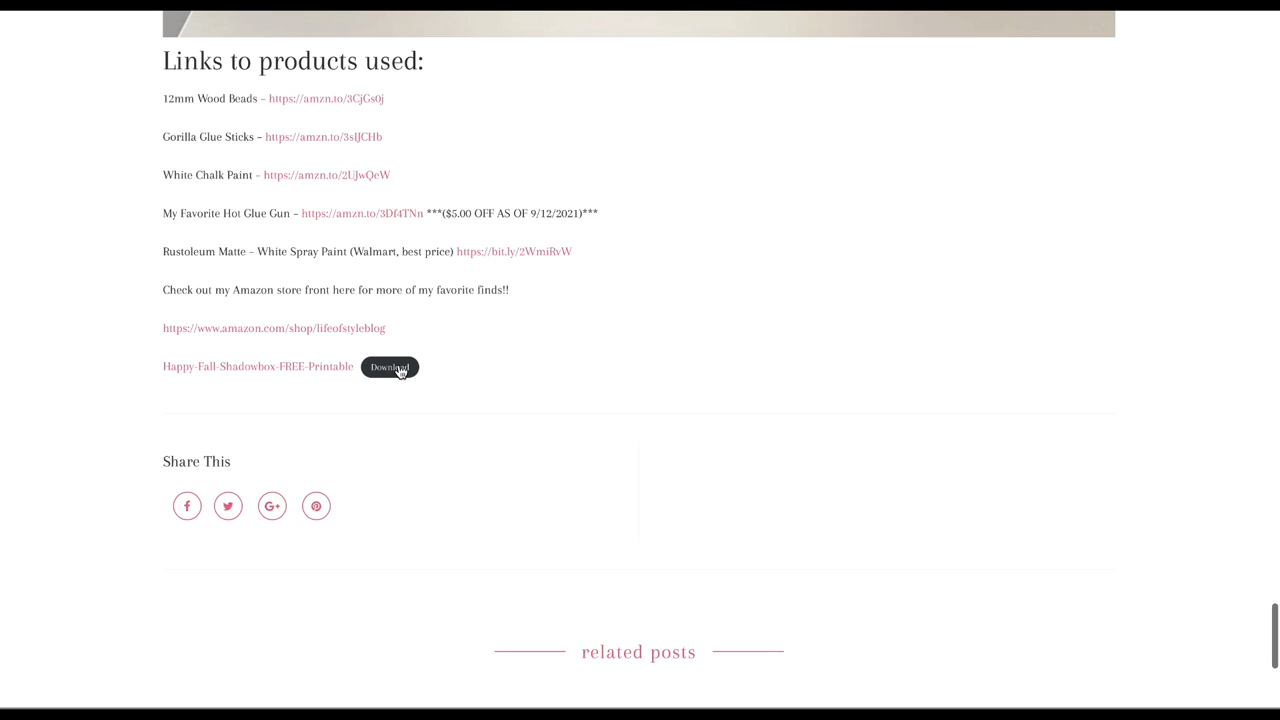 Links to products used:
12mm Wood Beads – https://amzn.to/3CjGs0j
Gorilla Glue Sticks – https://amzn.to/3sIJCHb
White Chalk Paint – https://amzn.to/2UJwQeW
My Favorite Hot Glue Gun – https://amzn.to/3Df4TNn ***($5.00 OFF AS OF 9/12/2021)***
Rustoleum Matte – White Spray Paint (Walmart, best price) https://bit.ly/2WmiRvW
Check out my Amazon store front here for more of my favorite finds!!
https://www.amazon.com/shop/lifeofstyleblog
Happy-Fall-Shadowbox-FREE-Printable Download
Share This
related posts